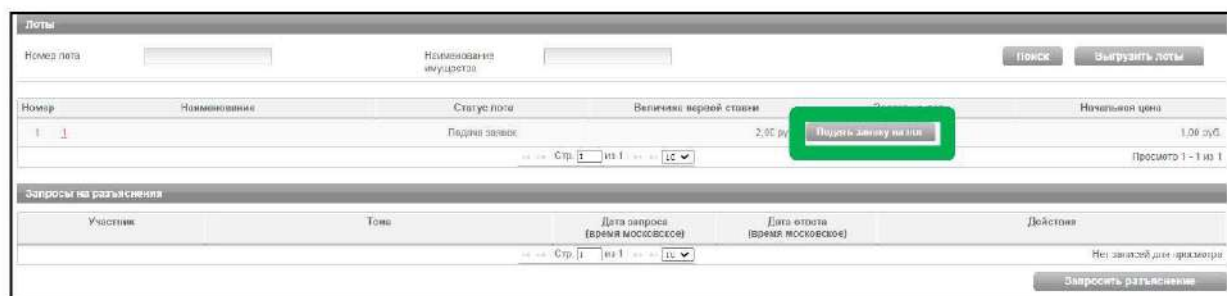 Лоты
Номер лота Наименование имущества Поиск Выгрузить лоты
Номер Наименование Статус лота Величина первой ставки Начальная цена
1 1 Подача заявок 2,00 ру Подать заявку на лот 1,00 руб.
Стр. 1 из 1 10 Просмотр 1 - 1 из 1
Запросы на разъяснения
Участник Тема Дата запроса (время московское) Дата ответа (время московское) Действия
Стр. 1 из 1 10 Нет записей для просмотра
Запросить разъяснение